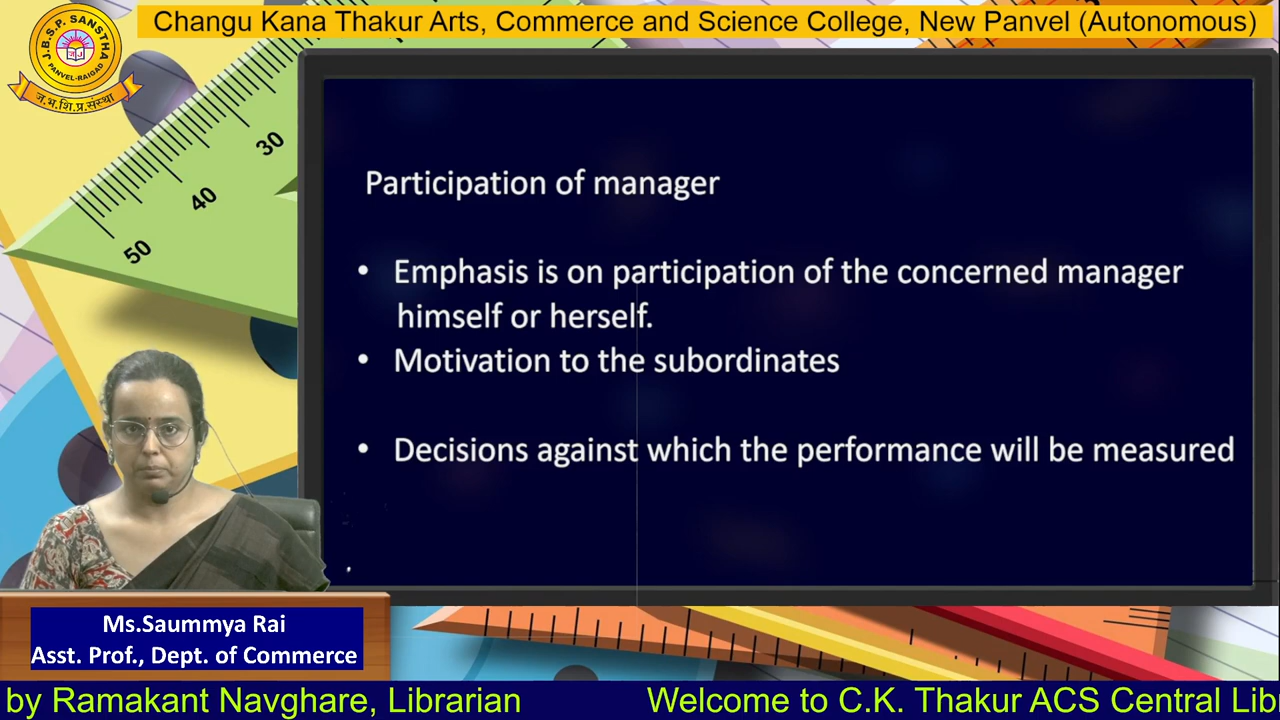 Changu Kana Thakur Arts, Commerce and Science College, New Panvel (Autonomous)
J.B.S.P. SANSTHA
PANVEL-RAIGAD
ज.भ.शि.प्र.संस्था
30
40
50
Participation of manager
• Emphasis is on participation of the concerned manager
himself or herself.
• Motivation to the subordinates
• Decisions against which the performance will be measured
Ms.Saummya Rai
Asst. Prof., Dept. of Commerce
by Ramakant Navghare, Librarian Welcome to C.K. Thakur ACS Central Lib